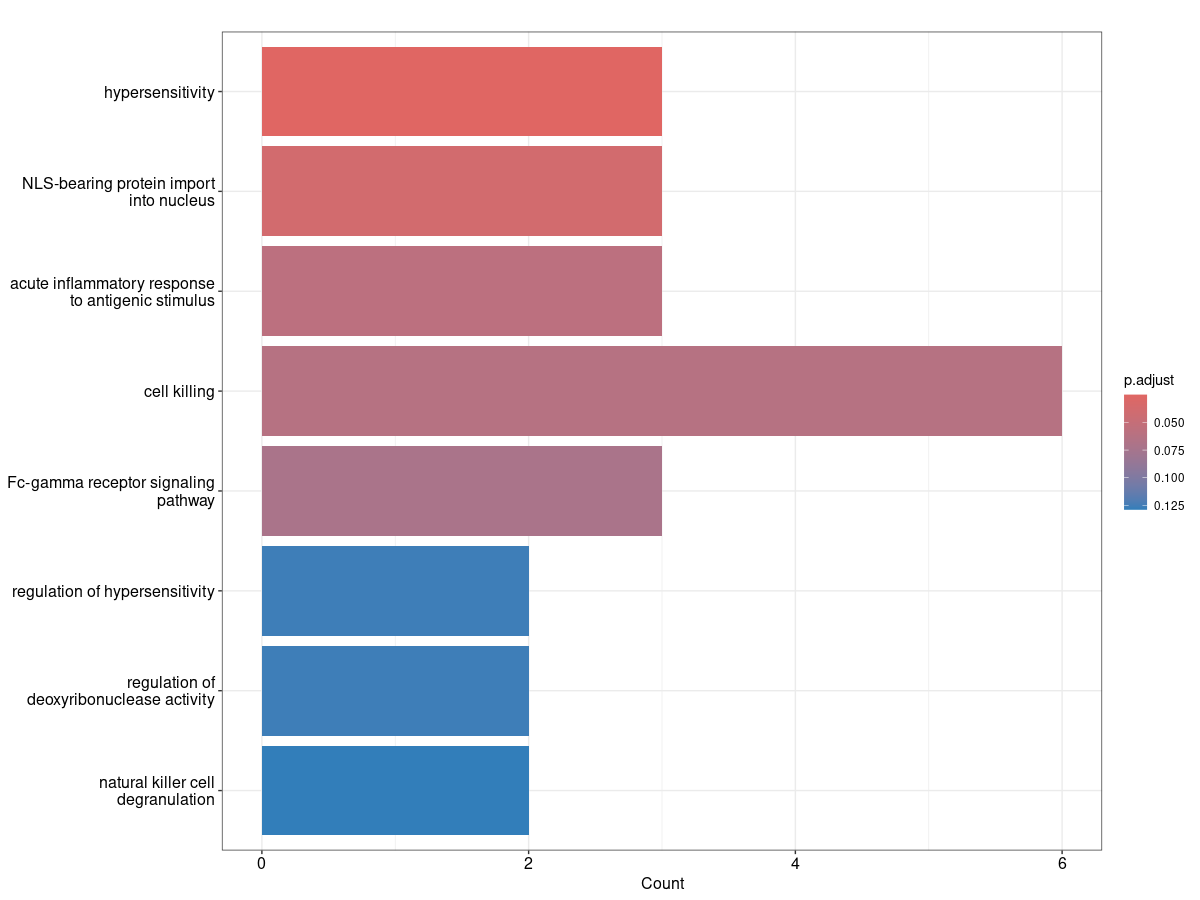 hypersensitivity
NLS-bearing protein import
into nucleus
acute inflammatory response
to antigenic stimulus
cell killing
Fc-gamma receptor signaling
pathway
regulation of hypersensitivity
regulation of
deoxyribonuclease activity
natural killer cell
degranulation
0 2 4 6
Count
p.adjust
0.050
0.075
0.100
0.125